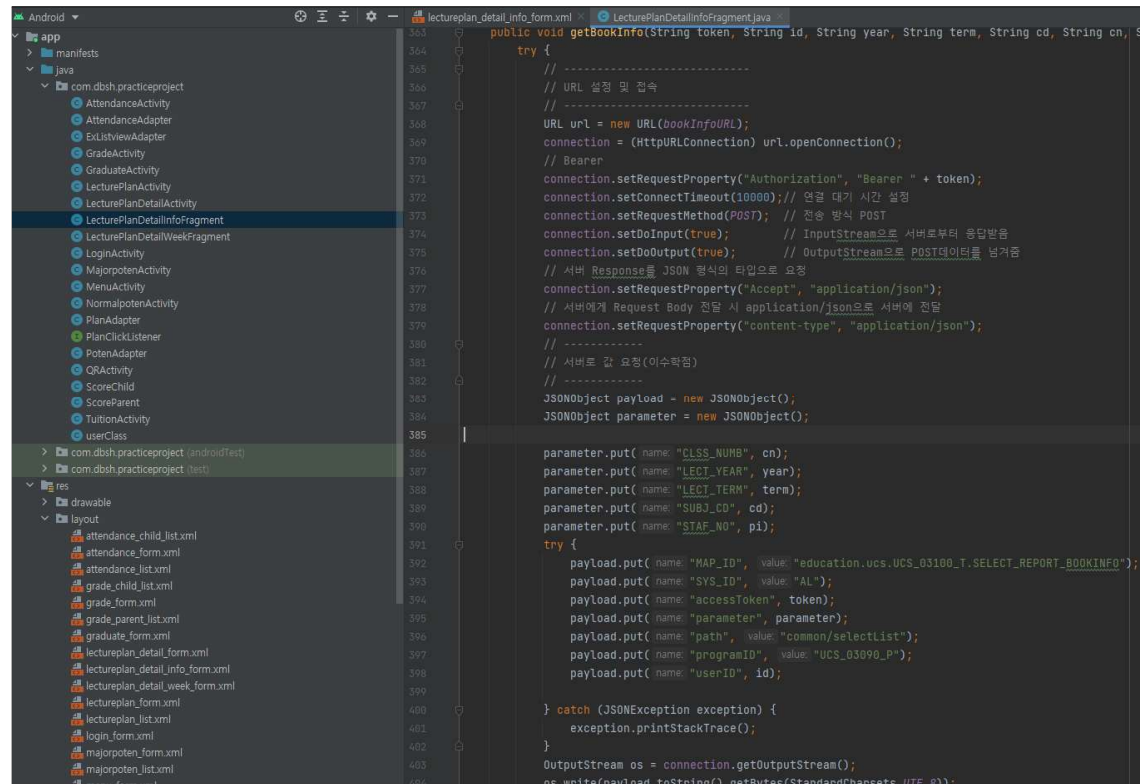 Android
lectureplan_detail_info_form.xml
LecturePlanDetailInfoFragment.java
app
manifests
java
com.dbsh.practiceproject
AttendanceActivity
AttendanceAdapter
ExListviewAdapter
GradeActivity
GraduateActivity
LecturePlanActivity
LecturePlanDetailActivity
LecturePlanDetailInfoFragment
LecturePlanDetailWeekFragment
LoginActivity
MajorpotenActivity
MenuActivity
NormalpotenActivity
PlanAdapter
PlanClickListener
PotenAdapter
QRActivity
ScoreChild
ScoreParent
TuitionActivity
userClass
com.dbsh.practiceproject (androidTest)
com.dbsh.practiceproject (test)
res
drawable
layout
attendance_child_list.xml
attendance_form.xml
attendance_list.xml
grade_child_list.xml
grade_form.xml
grade_parent_list.xml
graduate_form.xml
lectureplan_detail_form.xml
lectureplan_detail_info_form.xml
lectureplan_detail_week_form.xml
lectureplan_form.xml
lectureplan_list.xml
login_form.xml
majorpoten_form.xml
majorpoten_list.xml
363 public void getBookInfo(String token, String id, String year, String term, String cd, String cn, S
364 try {
365 // ----------------------------
366 // URL 설정 및 접속
367 // ----------------------------
368 URL url = new URL(bookInfoURL);
369 connection = (HttpURLConnection) url.openConnection();
370 // Bearer
371 connection.setRequestProperty("Authorization", "Bearer " + token);
372 connection.setConnectTimeout(10000);// 연결 대기 시간 설정
373 connection.setRequestMethod(POST); // 전송 방식 POST
374 connection.setDoInput(true); // InputStream으로 서버로부터 응답받음
375 connection.setDoOutput(true); // OutputStream으로 POST데이터를 넘겨줌
376 // 서버 Response를 JSON 형식의 타입으로 요청
377 connection.setRequestProperty("Accept", "application/json");
378 // 서버에게 Request Body 전달 시 application/json으로 서버에 전달
379 connection.setRequestProperty("content-type", "application/json");
380 // ------------
381 // 서버로 값 요청(이수학점)
382 // ------------
383 JSONObject payload = new JSONObject();
384 JSONObject parameter = new JSONObject();
385
386 parameter.put( name: "CLSS_NUMB", cn);
387 parameter.put( name: "LECT_YEAR", year);
388 parameter.put( name: "LECT_TERM", term);
389 parameter.put( name: "SUBJ_CD", cd);
390 parameter.put( name: "STAF_NO", pi);
391 try {
392 payload.put( name: "MAP_ID", value: "education.ucs.UCS_03100_T.SELECT_REPORT_BOOKINFO");
393 payload.put( name: "SYS_ID", value: "AL");
394 payload.put( name: "accessToken", token);
395 payload.put( name: "parameter", parameter);
396 payload.put( name: "path", value: "common/selectList");
397 payload.put( name: "programID", value: "UCS_03090_P");
398 payload.put( name: "userID", id);
399
400 } catch (JSONException exception) {
401 exception.printStackTrace();
402 }
403 OutputStream os = connection.getOutputStream();
404 os.write(payload.toString().getBytes(StandardCharsets.UTF_8));